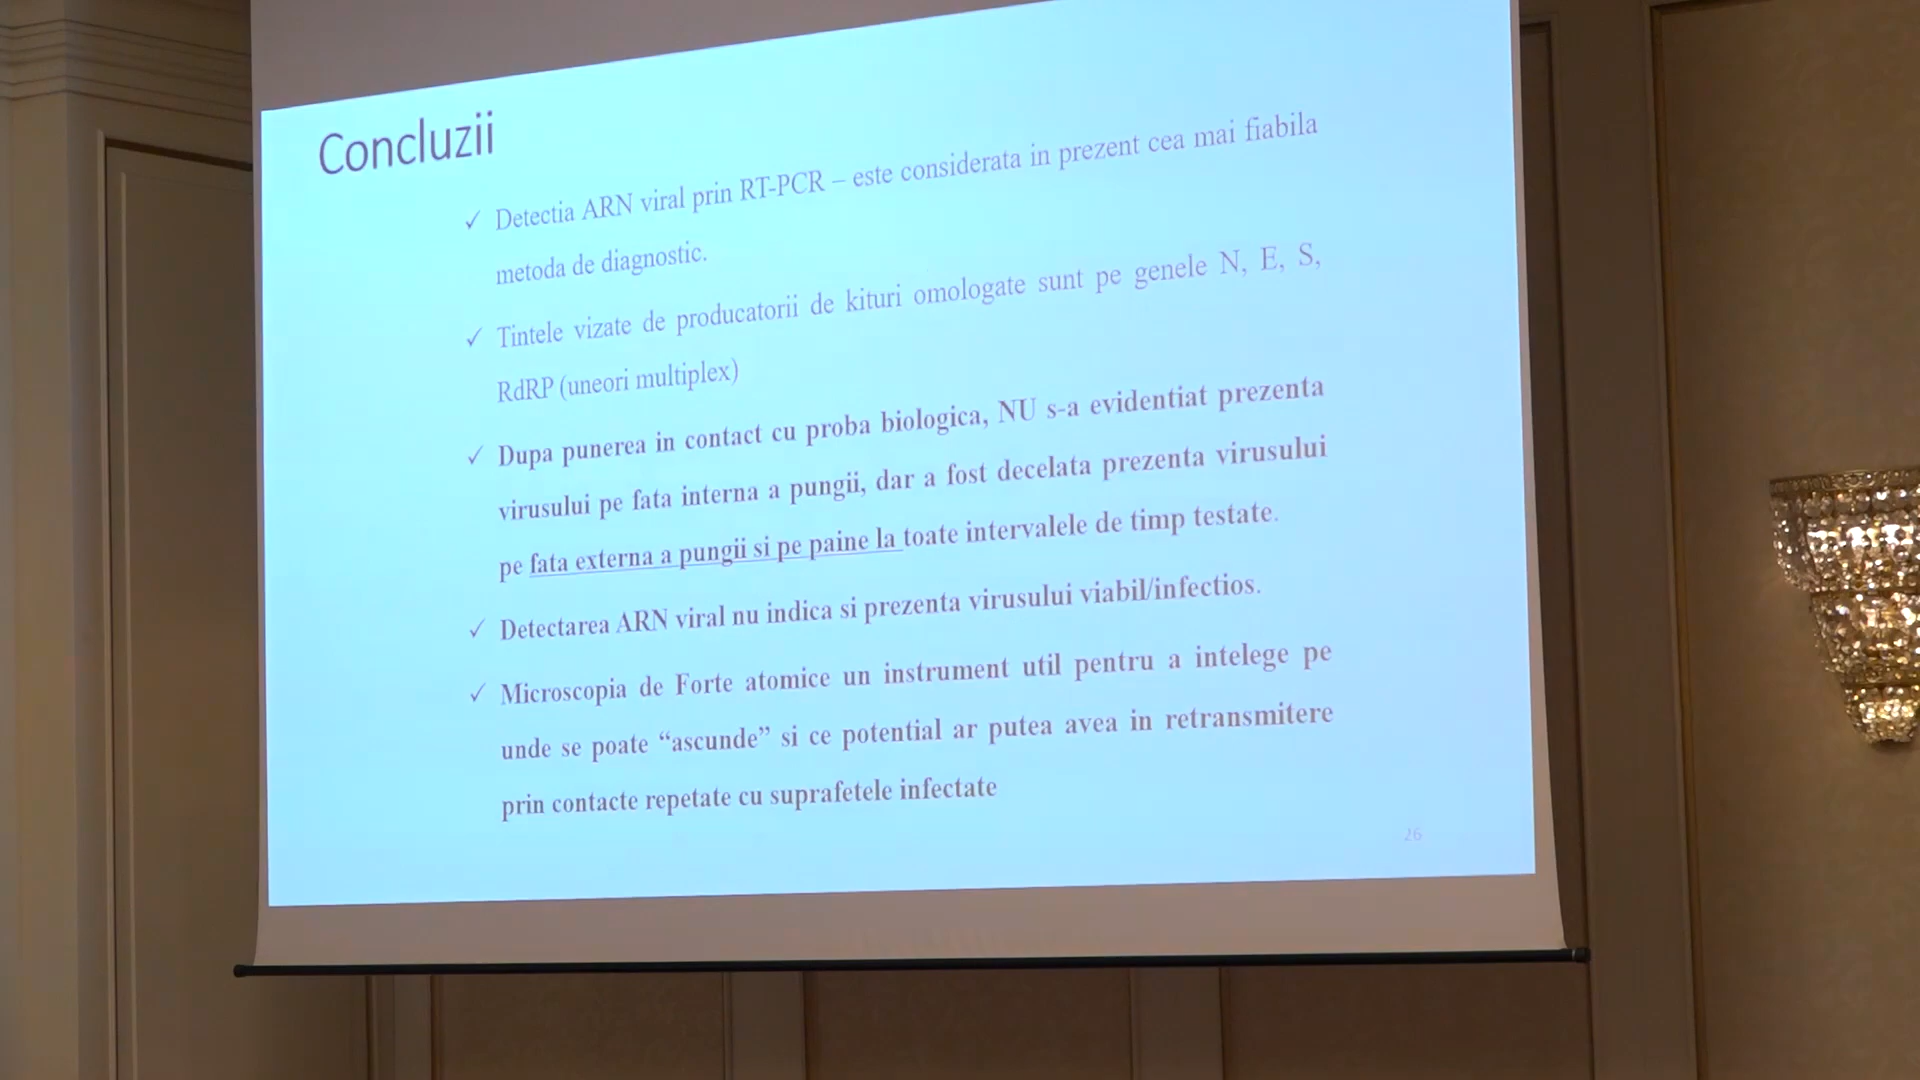 Concluzii
✓ Detectia ARN viral prin RT-PCR – este considerata in prezent cea mai fiabila
metoda de diagnostic.
✓ Tintele vizate de producatorii de kituri omologate sunt pe genele N, E, S,
RdRP (uneori multiplex)
✓ Dupa punerea in contact cu proba biologica, NU s-a evidentiat prezenta
virusului pe fata interna a pungii, dar a fost decelata prezenta virusului
pe fata externa a pungii si pe paine la toate intervalele de timp testate.
✓ Detectarea ARN viral nu indica si prezenta virusului viabil/infectios.
✓ Microscopia de Forte atomice un instrument util pentru a intelege pe
unde se poate “ascunde” si ce potential ar putea avea in retransmitere
prin contacte repetate cu suprafetele infectate
26